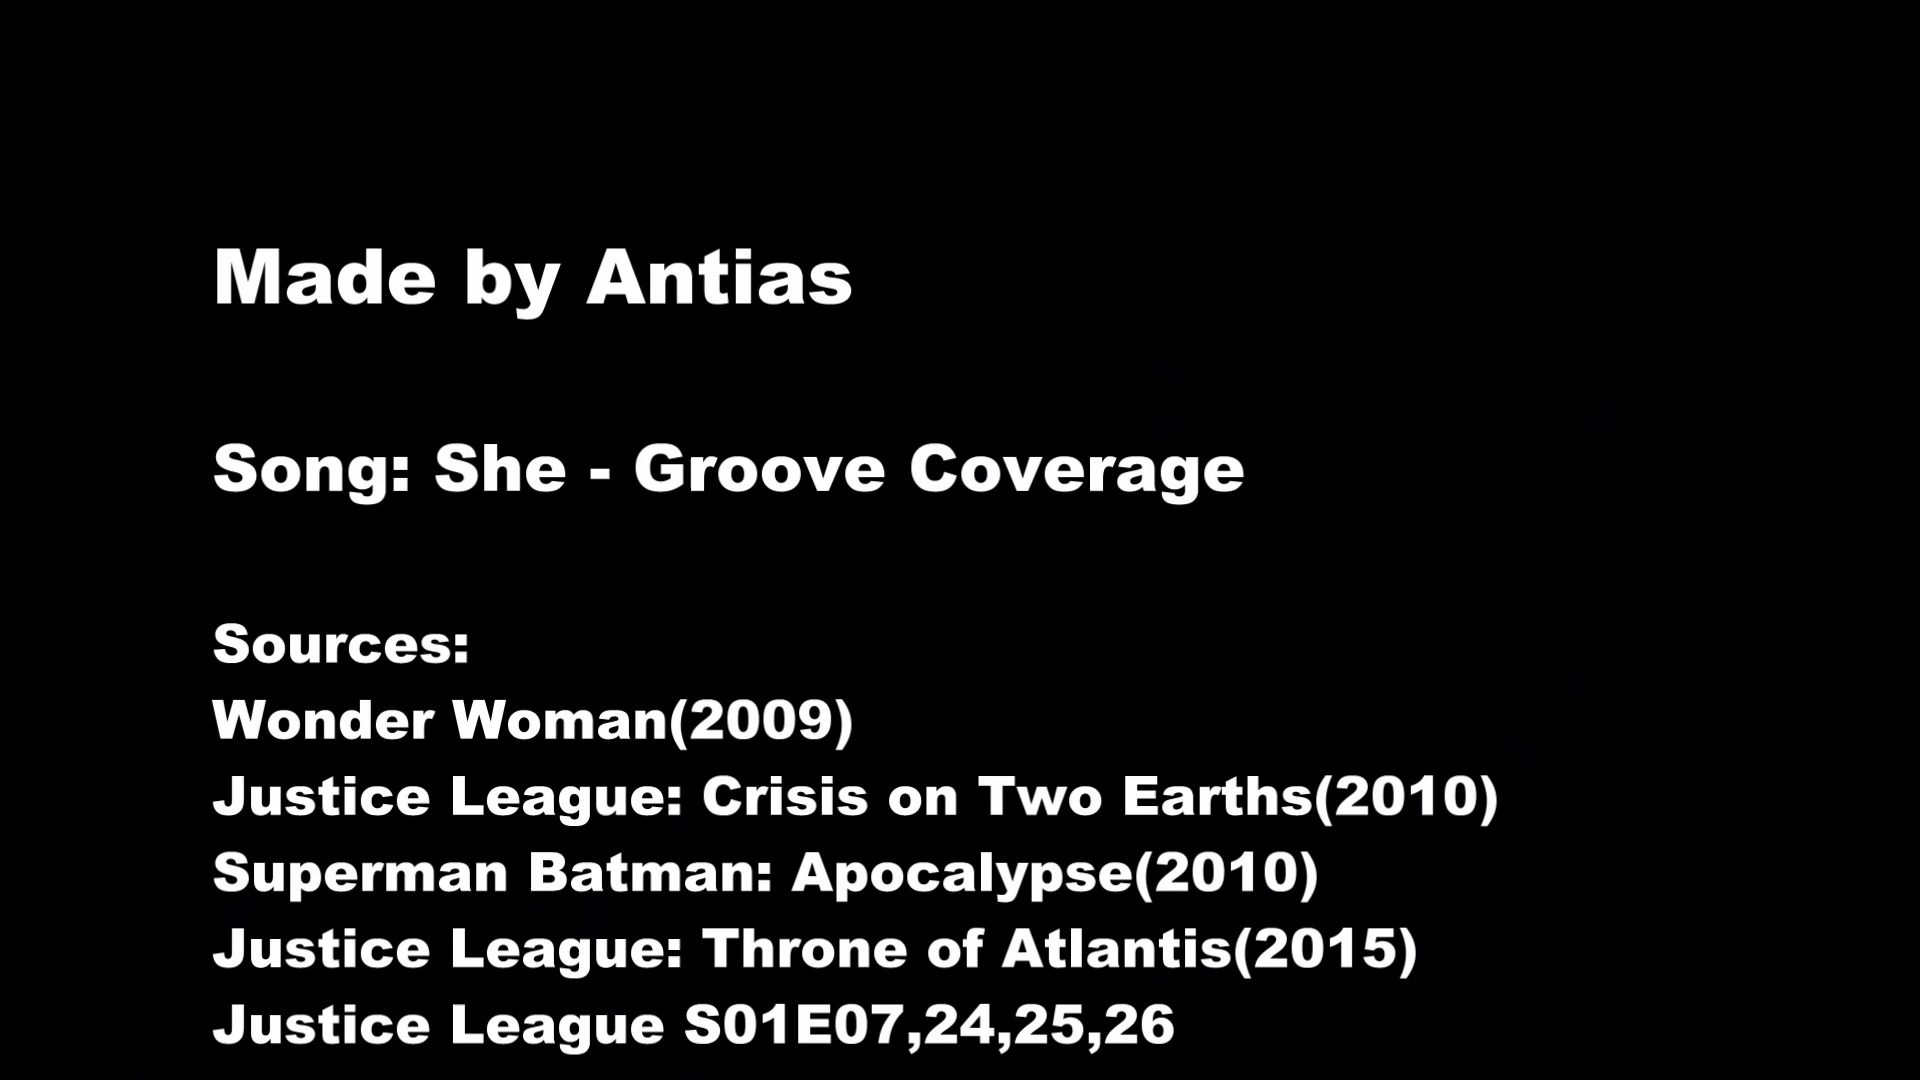 Made by Antias
Song: She - Groove Coverage
Sources:
Wonder Woman(2009)
Justice League: Crisis on Two Earths(2010)
Superman Batman: Apocalypse(2010)
Justice League: Throne of Atlantis(2015)
Justice League S01E07,24,25,26